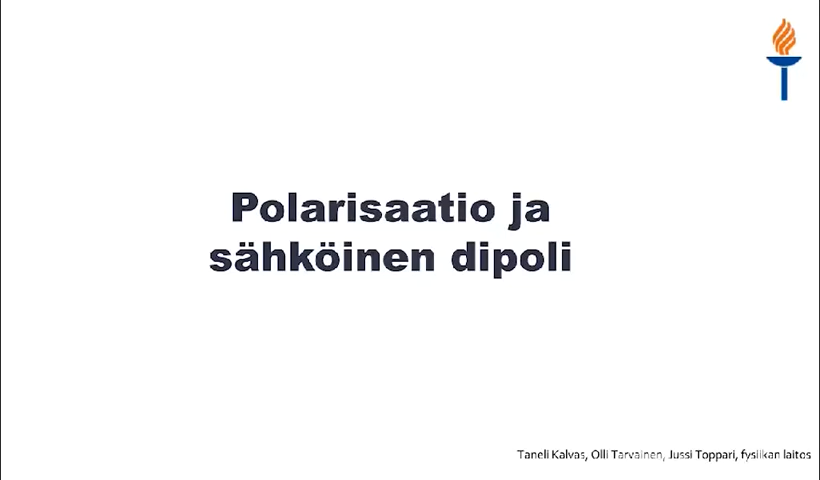 Polarisaatio ja
sähköinen dipoli
Taneli Kalvas, Olli Tarvainen, Jussi Toppari, fysiikan laitos